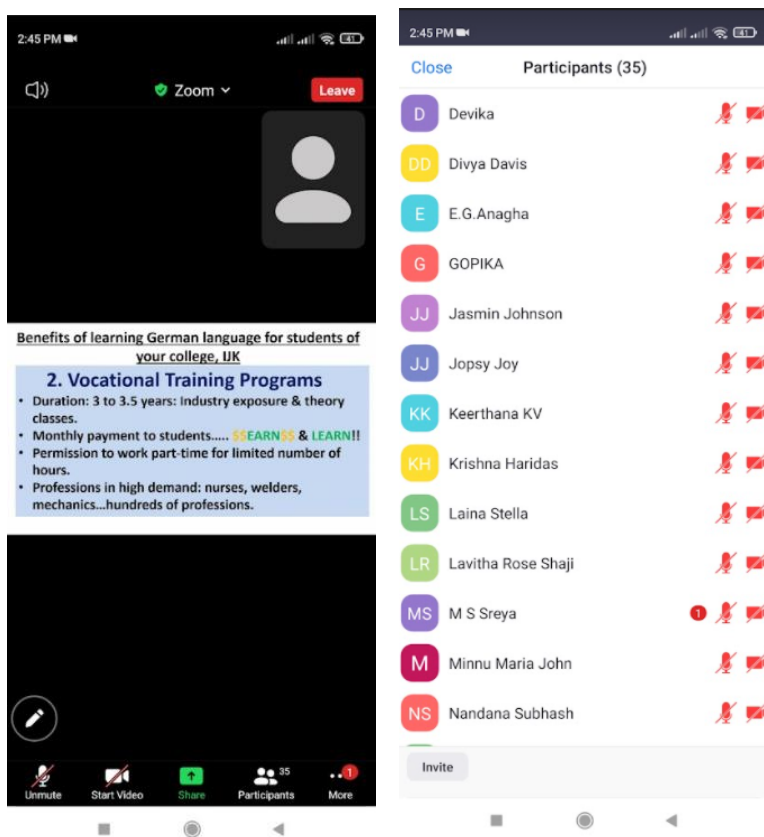 2:45 PM
41
Zoom
Leave
Benefits of learning German language for students of
your college, IJK
2. Vocational Training Programs
• Duration: 3 to 3.5 years: Industry exposure & theory
classes.
• Monthly payment to students..... $$EARN$$ & LEARN!!
• Permission to work part-time for limited number of
hours.
• Professions in high demand: nurses, welders,
mechanics...hundreds of professions.
Unmute
Start Video
Share
35
Participants
1
More
2:45 PM
41
Close
Participants (35)
D Devika
DD Divya Davis
E E.G.Anagha
G GOPIKA
JJ Jasmin Johnson
JJ Jopsy Joy
KK Keerthana KV
KH Krishna Haridas
LS Laina Stella
LR Lavitha Rose Shaji
MS M S Sreya 1
M Minnu Maria John
NS Nandana Subhash
Invite